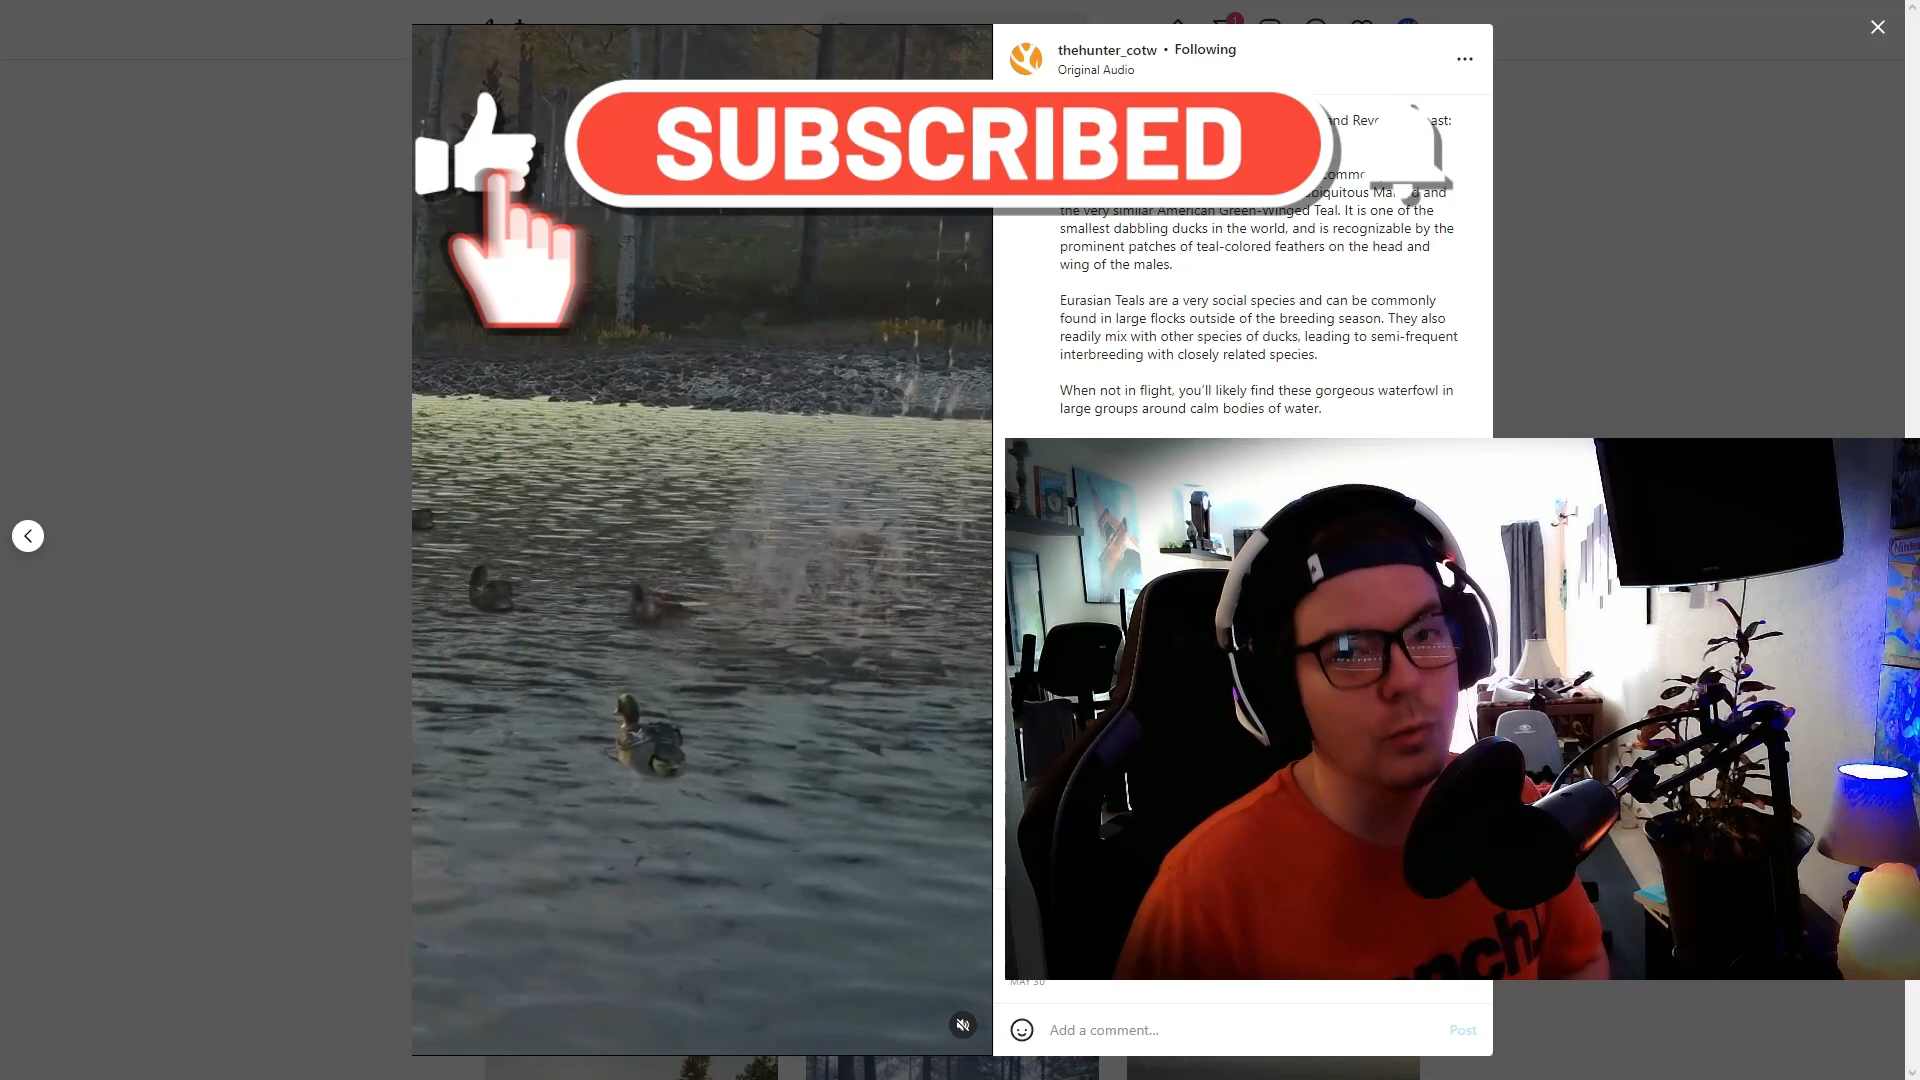 thehunter_cotw • Following
Original Audio
SUBSCRIBED
and
the very similar American Green-Winged Teal. It is one of the
smallest dabbling ducks in the world, and is recognizable by the
prominent patches of teal-colored feathers on the head and
wing of the males.
Eurasian Teals are a very social species and can be commonly
found in large flocks outside of the breeding season. They also
readily mix with other species of ducks, leading to semi-frequent
interbreeding with closely related species.
When not in flight, you'll likely find these gorgeous waterfowl in
large groups around calm bodies of water.
MAY 30
Add a comment...
Post